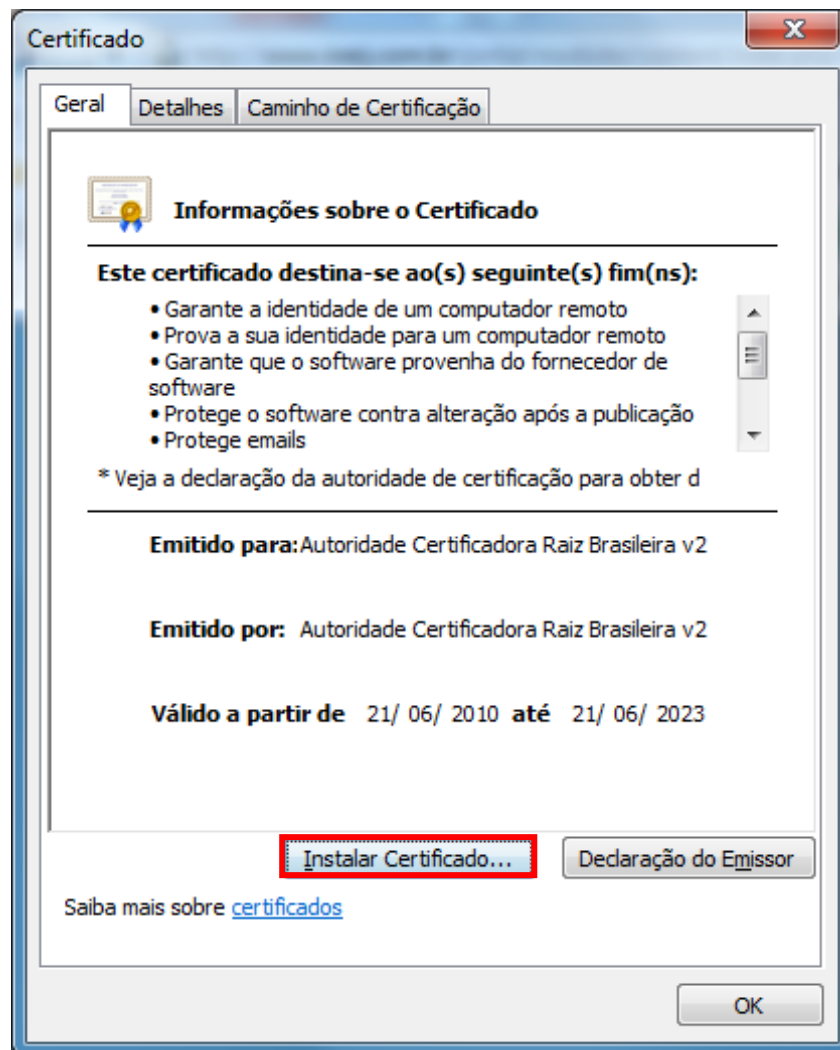 Certificado
Geral Detalhes Caminho de Certificação
Informações sobre o Certificado
Este certificado destina-se ao(s) seguinte(s) fim(ns):
• Garante a identidade de um computador remoto
• Prova a sua identidade para um computador remoto
• Garante que o software provenha do fornecedor de
software
• Protege o software contra alteração após a publicação
• Protege emails
* Veja a declaração da autoridade de certificação para obter d
Emitido para: Autoridade Certificadora Raiz Brasileira v2
Emitido por: Autoridade Certificadora Raiz Brasileira v2
Válido a partir de 21/ 06/ 2010 até 21/ 06/ 2023
Instalar Certificado... Declaração do Emissor
Saiba mais sobre certificados
OK